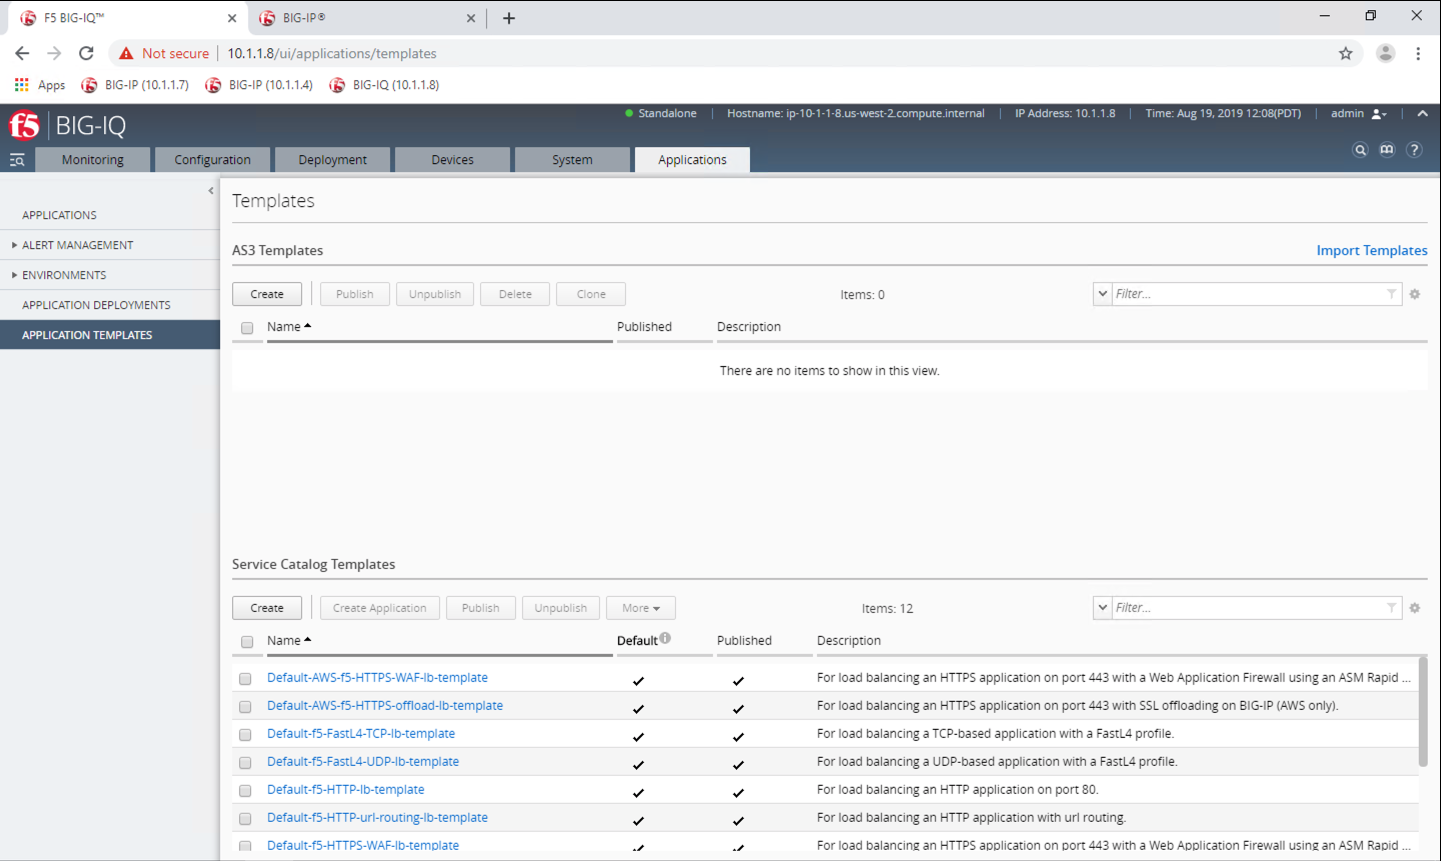 F5 BIG-IQ™
BIG-IP®
Not secure
10.1.1.8/ui/applications/templates
Apps
BIG-IP (10.1.1.7)
BIG-IP (10.1.1.4)
BIG-IQ (10.1.1.8)
f5 BIG-IQ
Standalone
Hostname: ip-10-1-1-8.us-west-2.compute.internal
IP Address: 10.1.1.8
Time: Aug 19, 2019 12:08(PDT)
admin
Monitoring
Configuration
Deployment
Devices
System
Applications
APPLICATIONS
ALERT MANAGEMENT
ENVIRONMENTS
APPLICATION DEPLOYMENTS
APPLICATION TEMPLATES
Templates
AS3 Templates
Import Templates
Create
Publish
Unpublish
Delete
Clone
Items: 0
Filter...
Name
Published
Description
There are no items to show in this view.
Service Catalog Templates
Create
Create Application
Publish
Unpublish
More
Items: 12
Filter...
Name
Default
Published
Description
Default-AWS-f5-HTTPS-WAF-lb-template
For load balancing an HTTPS application on port 443 with a Web Application Firewall using an ASM Rapid ...
Default-AWS-f5-HTTPS-offload-lb-template
For load balancing an HTTPS application on port 443 with SSL offloading on BIG-IP (AWS only).
Default-f5-FastL4-TCP-lb-template
For load balancing a TCP-based application with a FastL4 profile.
Default-f5-FastL4-UDP-lb-template
For load balancing a UDP-based application with a FastL4 profile.
Default-f5-HTTP-lb-template
For load balancing an HTTP application on port 80.
Default-f5-HTTP-url-routing-lb-template
For load balancing an HTTP application with url routing.
Default-f5-HTTPS-WAF-lb-template
For load balancing an HTTPS application on port 443 with a Web Application Firewall using an ASM Rapid ...